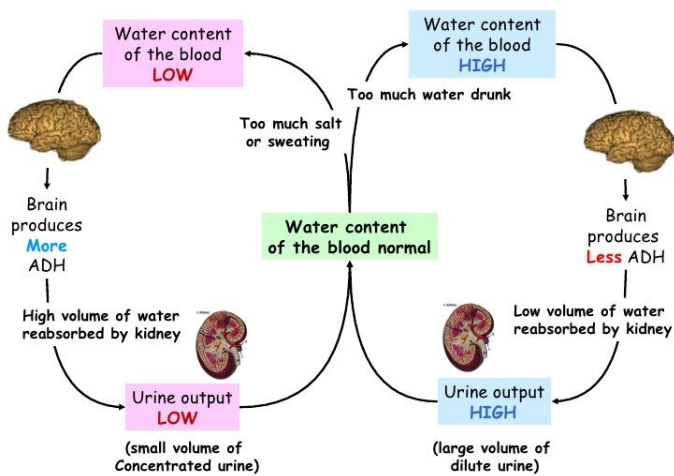 Water content
of the blood
LOW
Water content
of the blood
HIGH
Too much water drunk
Too much salt
or sweating
Brain
produces
More
ADH
Water content
of the blood normal
Brain
produces
Less ADH
High volume of water
reabsorbed by kidney
Low volume of water
reabsorbed by kidney
Urine output
LOW
(small volume of
Concentrated urine)
Urine output
HIGH
(large volume of
dilute urine)